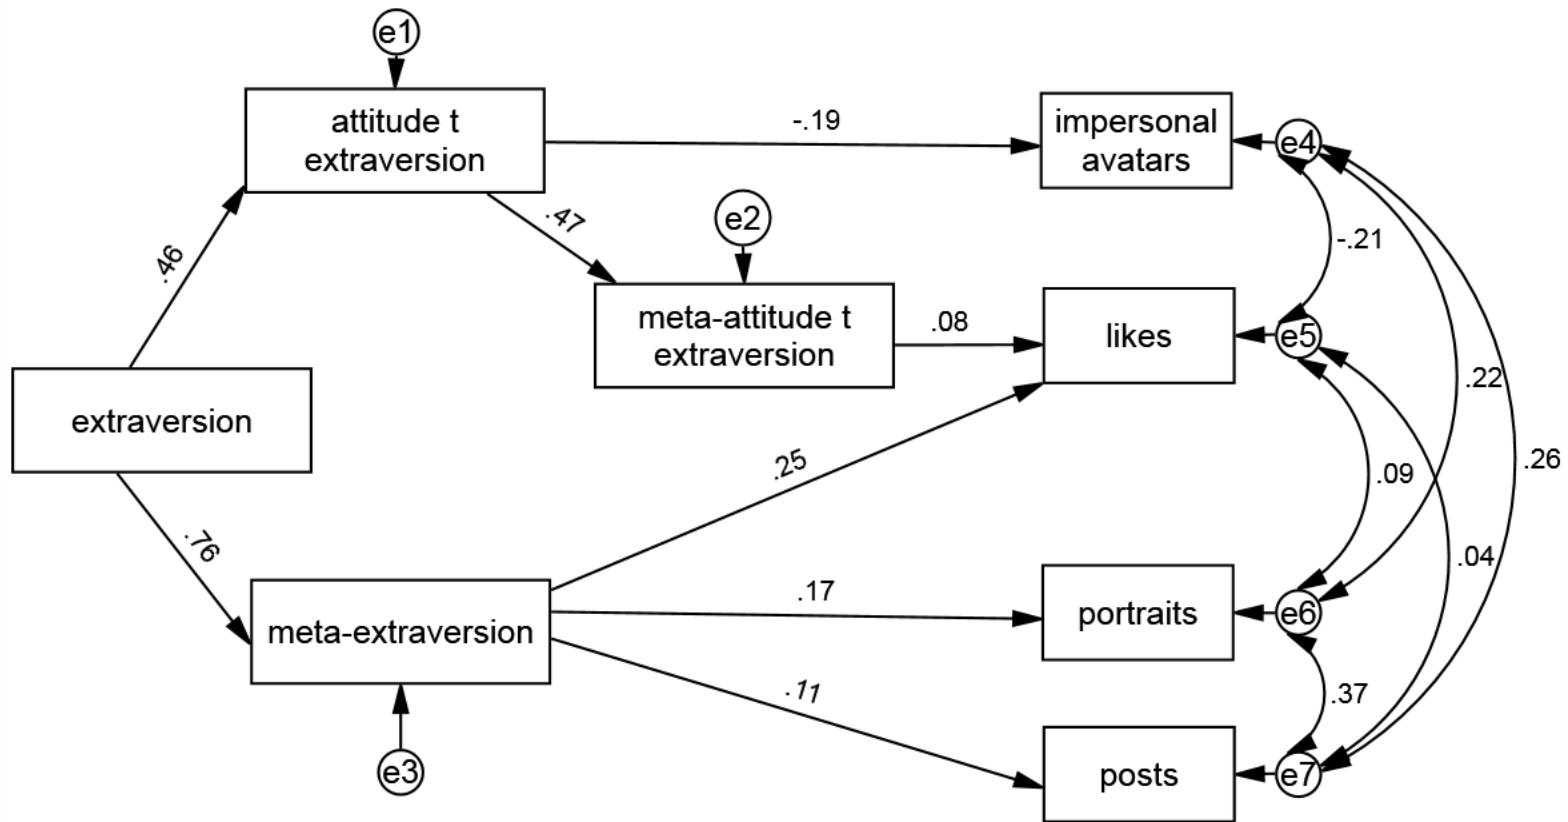 e1
attitude t
extraversion
-.19
impersonal
avatars
e4
.46
.47
e2
-.21
meta-attitude t
extraversion
.08
likes
e5
extraversion
.22
.25
.09
.26
.76
.04
meta-extraversion
.17
portraits
e6
.11
.37
e3
posts
e7